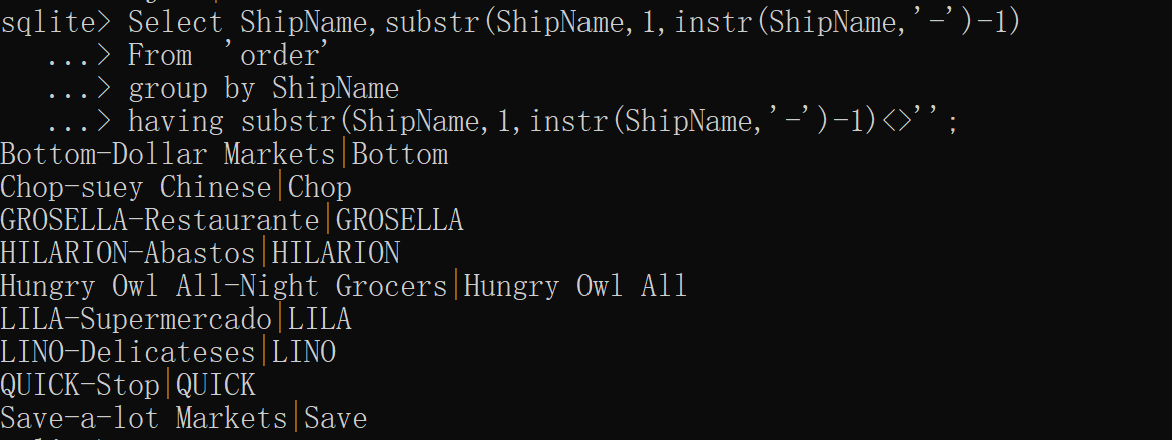 sqlite> Select ShipName,substr(ShipName,1,instr(ShipName,'-')-1)
   ...> From  'order'
   ...> group by ShipName
   ...> having substr(ShipName,1,instr(ShipName,'-')-1)<>'';
Bottom-Dollar Markets|Bottom
Chop-suey Chinese|Chop
GROSELLA-Restaurante|GROSELLA
HILARION-Abastos|HILARION
Hungry Owl All-Night Grocers|Hungry Owl All
LILA-Supermercado|LILA
LINO-Delicateses|LINO
QUICK-Stop|QUICK
Save-a-lot Markets|Save